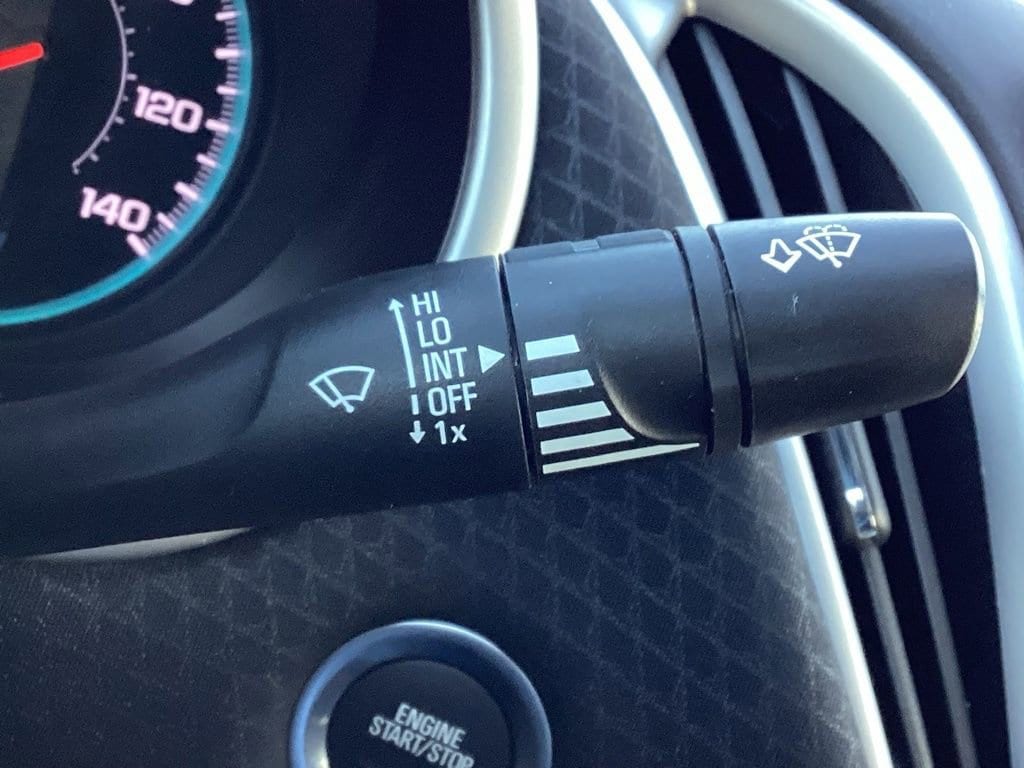 120
140
HI
LO
INT
OFF
1x
ENGINE
START/STOP